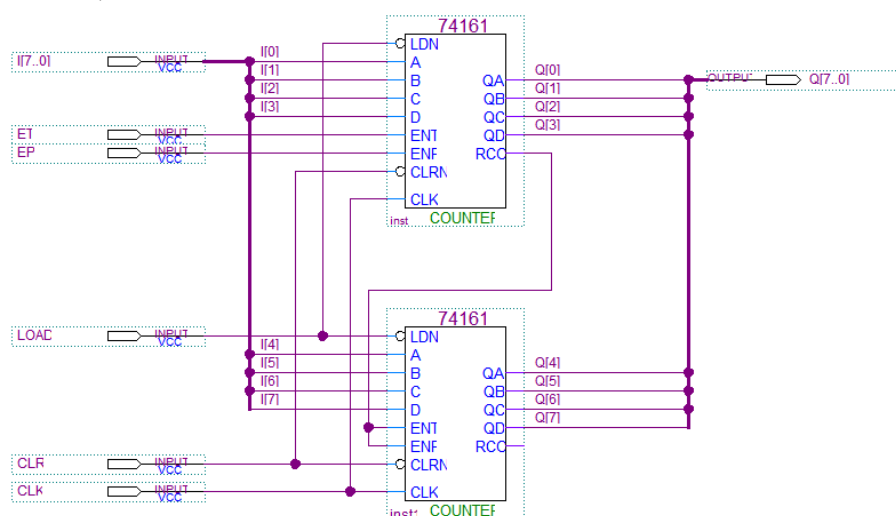 74161
I[7..0] INPUT VCC I[0] LDN
A
I[1] B QA Q[0] OUTPUT Q[7..0]
I[2] C QB Q[1]
I[3] D QC Q[2]
ET INPUT VCC ENT QD Q[3]
EP INPUT VCC ENP RCO
CLRN
CLK
inst COUNTER
74161
LOAD INPUT VCC LDN
I[4] A
I[5] B QA Q[4]
I[6] C QB Q[5]
I[7] D QC Q[6]
ENT QD Q[7]
ENP RCO
CLR INPUT VCC CLRN
CLK INPUT VCC CLK
inst1 COUNTER